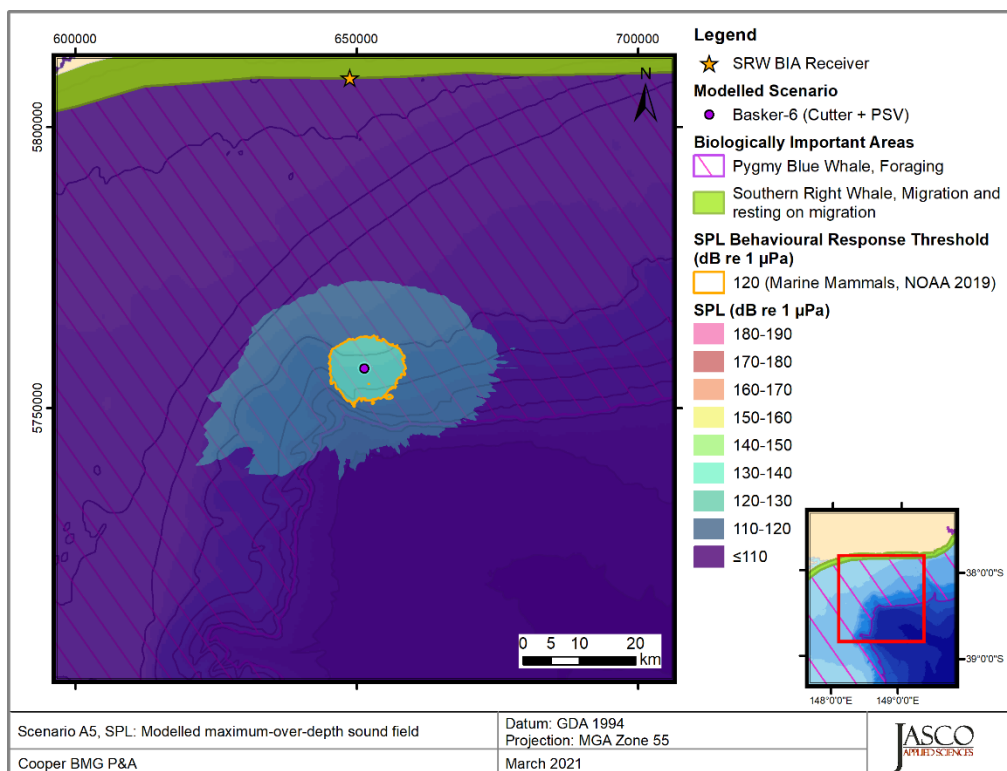 600000
650000
700000
5800000
5750000
N
0 5 10 20
km
Legend
SRW BIA Receiver
Modelled Scenario
Basker-6 (Cutter + PSV)
Biologically Important Areas
Pygmy Blue Whale, Foraging
Southern Right Whale, Migration and
resting on migration
SPL Behavioural Response Threshold
(dB re 1 µPa)
120 (Marine Mammals, NOAA 2019)
SPL (dB re 1 µPa)
180-190
170-180
160-170
150-160
140-150
130-140
120-130
110-120
≤110
38°0'0"S
39°0'0"S
148°0'0"E
149°0'0"E
Scenario A5, SPL: Modelled maximum-over-depth sound field
Cooper BMG P&A
Datum: GDA 1994
Projection: MGA Zone 55
March 2021
JASCO
APPLIED SCIENCES